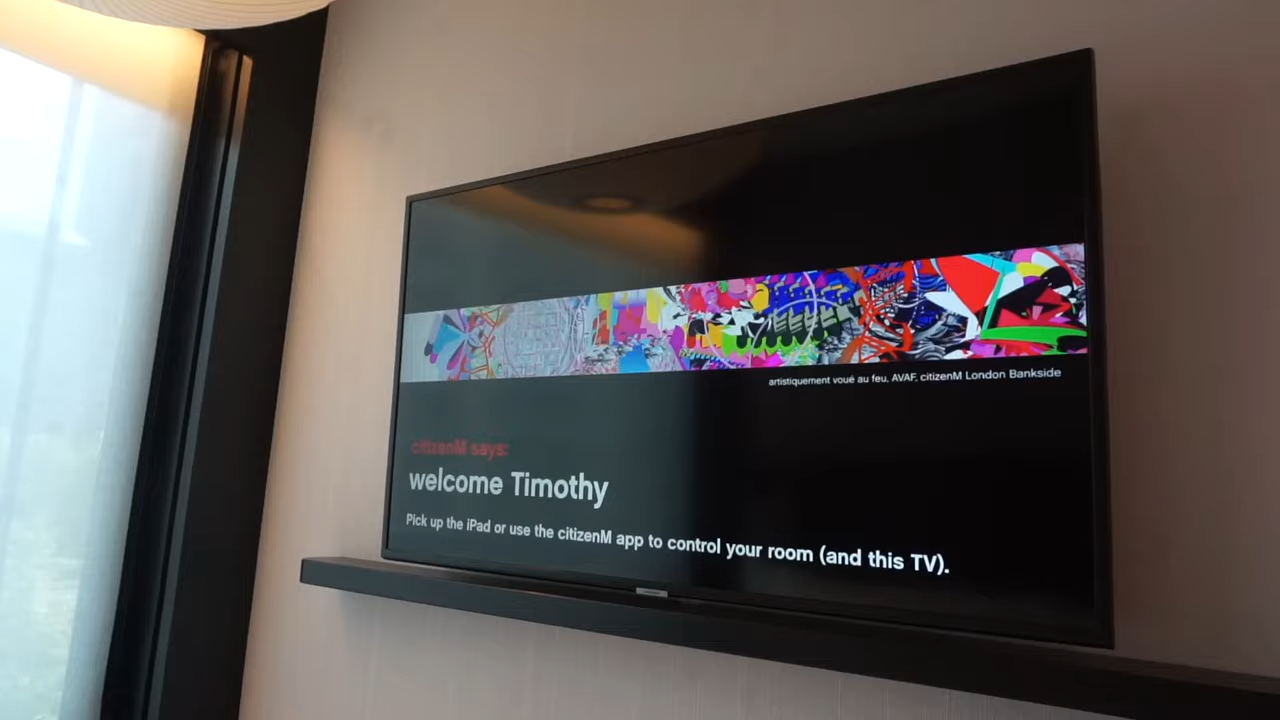 artistiquement voué au feu, AVAF, citizenM London Bankside
citizenM says:
welcome Timothy
Pick up the iPad or use the citizenM app to control your room (and this TV).